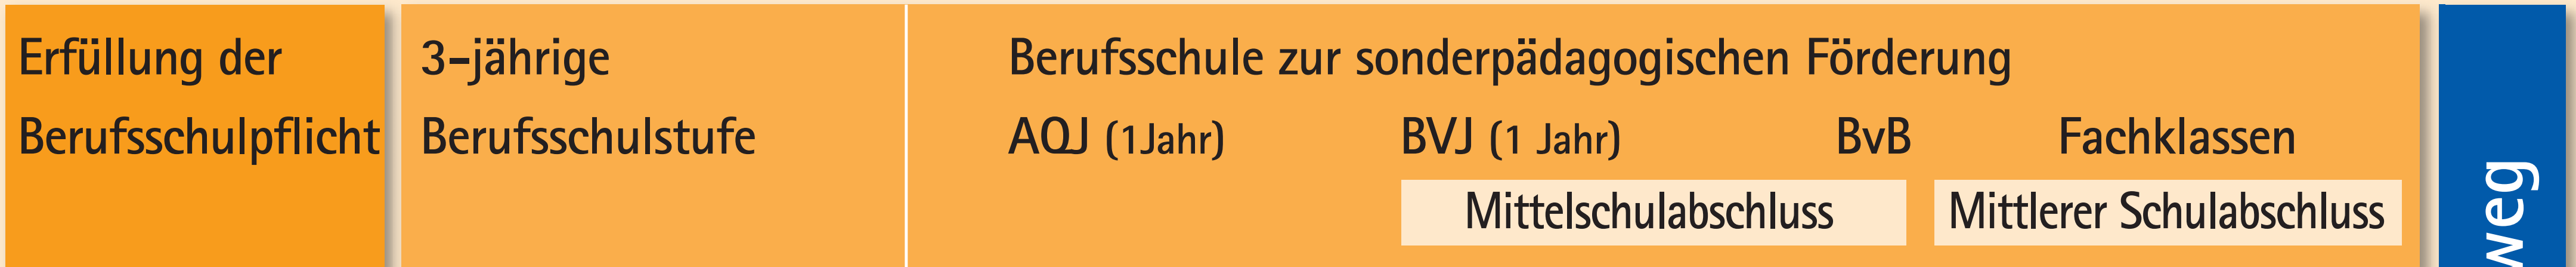 Erfüllung der
Berufsschulpflicht
3-jährige
Berufsschulstufe
Berufsschule zur sonderpädagogischen Förderung
AQJ (1Jahr) BVJ (1 Jahr) BvB Fachklassen
Mittelschulabschluss Mittlerer Schulabschluss
weg